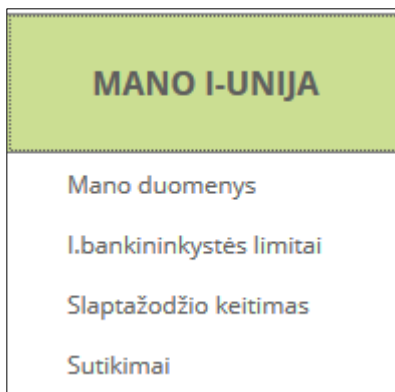 MANO I-UNIJA
Mano duomenys
I.bankininkystės limitai
Slaptažodžio keitimas
Sutikimai